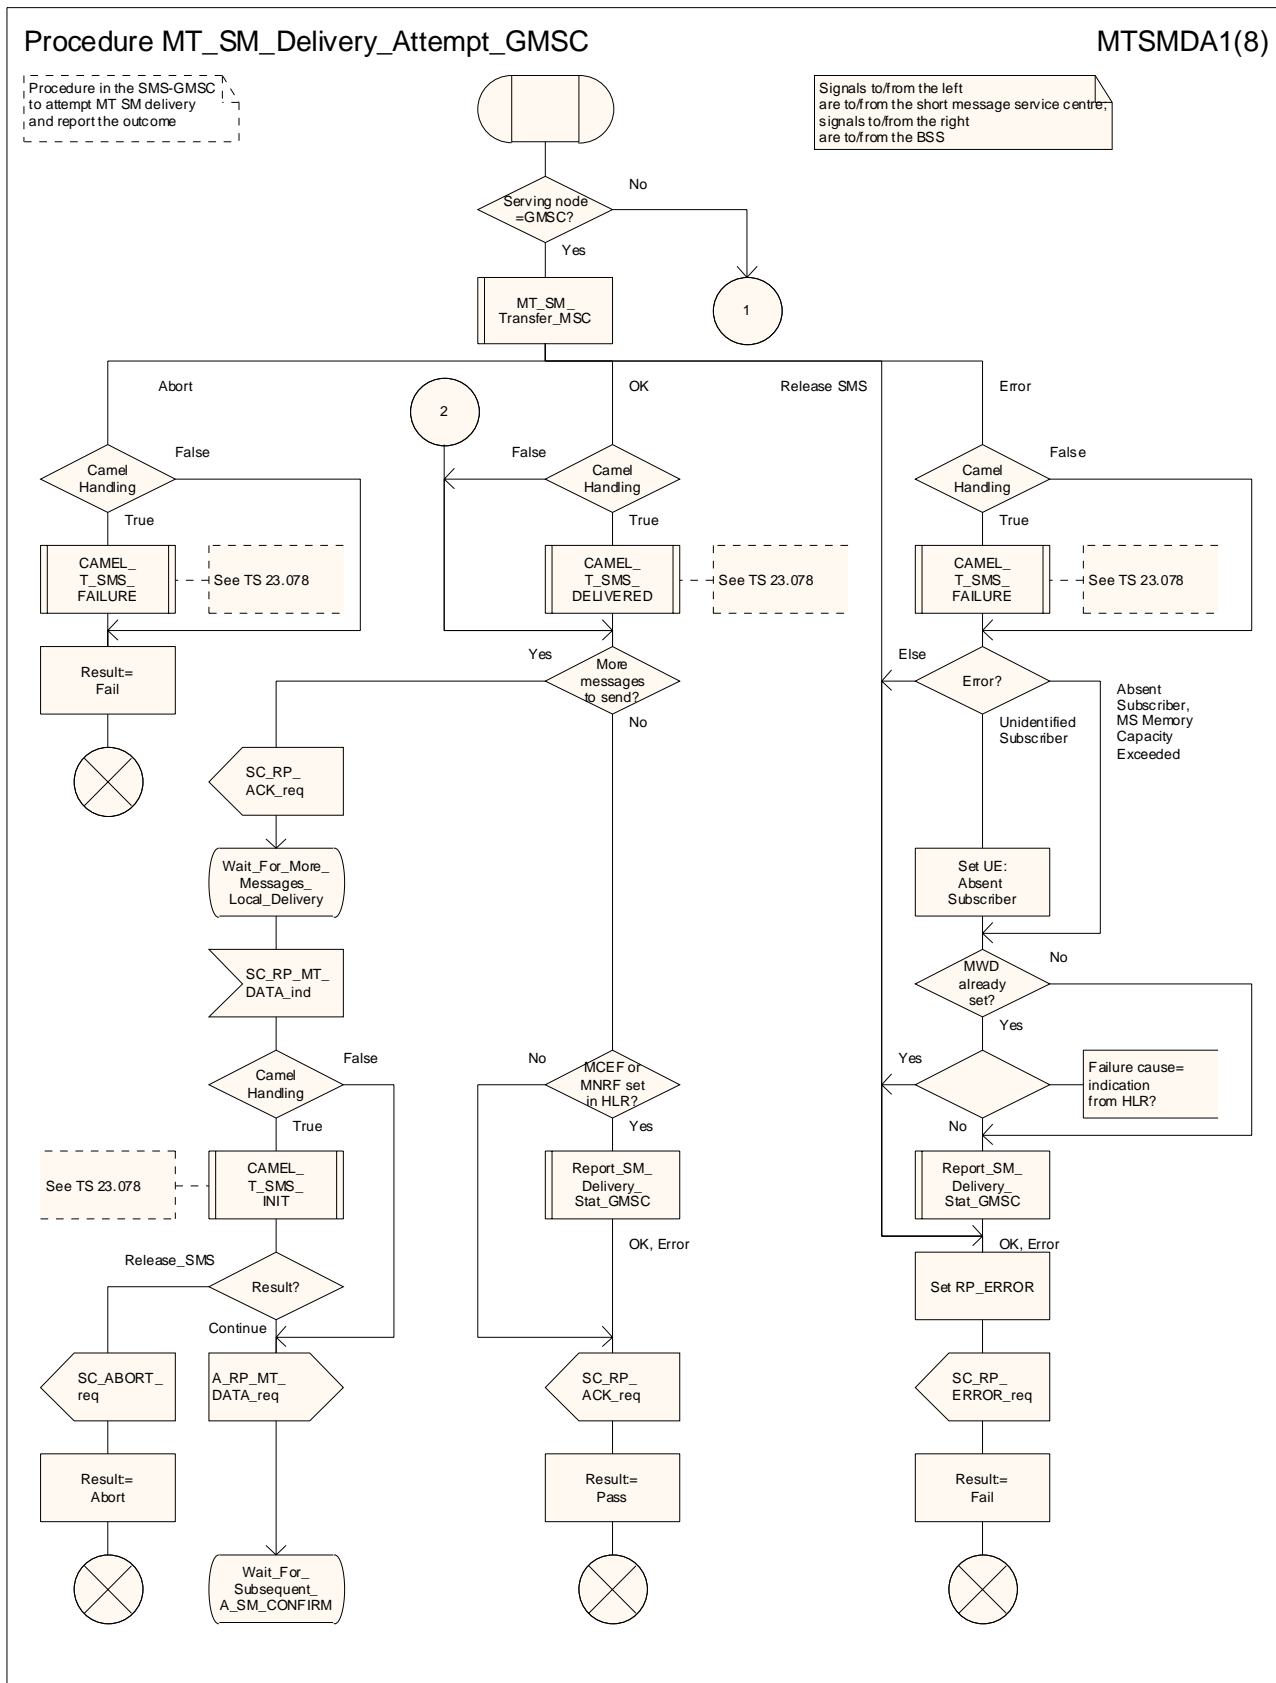 Procedure MT_SM_Delivery_Attempt_GMSC
MTSMDA1(8)
Procedure in the SMS-GMSC
to attempt MT SM delivery
and report the outcome
Signals to/from the left
are to/from the short message service centre;
signals to/from the right
are to/from the BSS
Serving node
=GMSC?
No
Yes
MT_SM_
Transfer_MSC
1
Abort
OK
Release SMS
Error
2
Camel
Handling
False
True
CAMEL_
T_SMS_
FAILURE
See TS 23.078
Result:=
Fail
False
Camel
Handling
True
CAMEL_
T_SMS_
DELIVERED
See TS 23.078
Camel
Handling
False
True
CAMEL_
T_SMS_
FAILURE
See TS 23.078
Yes
More
messages
to send?
No
Else
Error?
Unidentified
Subscriber
Absent
Subscriber,
MS Memory
Capacity
Exceeded
SC_RP_
ACK_req
Wait_For_More_
Messages_
Local_Delivery
Set UE:
Absent
Subscriber
SC_RP_MT_
DATA_ind
MWD
already
set?
No
Yes
Camel
Handling
False
True
No
MCEF or
MNRF set
in HLR?
Yes
Yes
Failure cause=
indication
from HLR?
No
See TS 23.078
CAMEL_
T_SMS_
INIT
Report_SM_
Delivery_
Stat_GMSC
OK, Error
Report_SM_
Delivery_
Stat_GMSC
OK, Error
Release_SMS
Result?
Continue
Set RP_ERROR
SC_ABORT_
req
A_RP_MT_
DATA_req
SC_RP_
ACK_req
SC_RP_
ERROR_req
Result:=
Abort
Result:=
Pass
Result:=
Fail
Wait_For_
Subsequent_
A_SM_CONFIRM